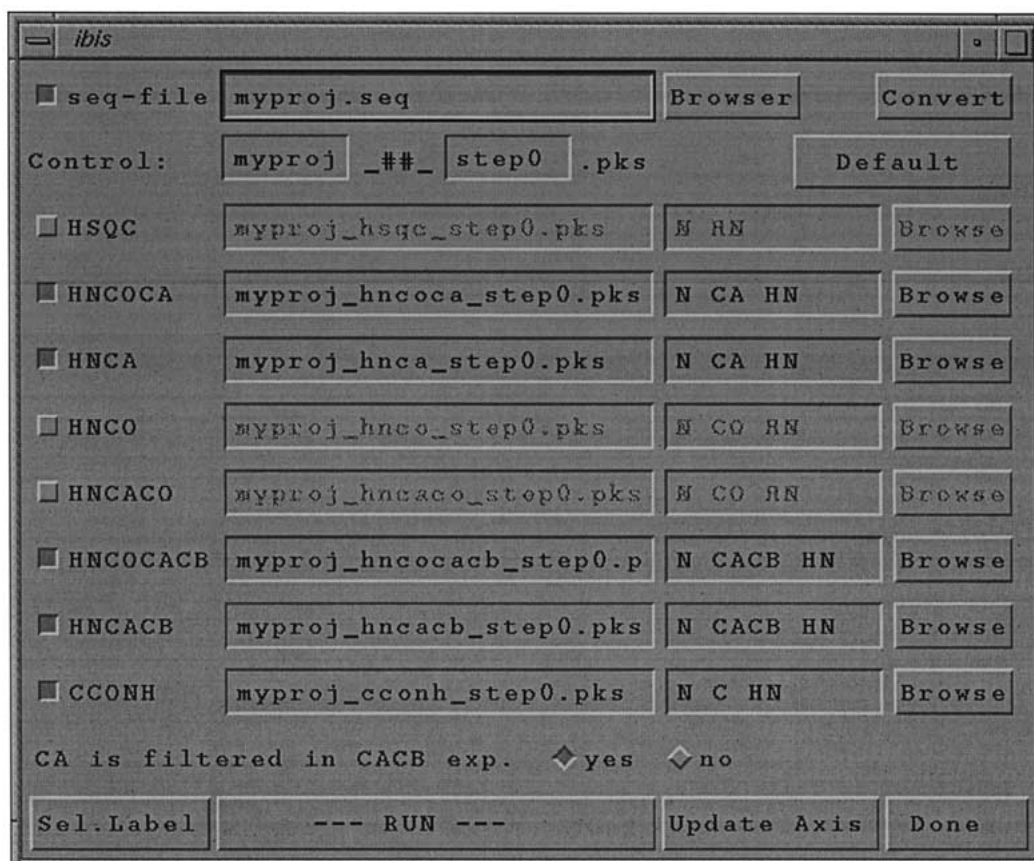 ibis
seq-file myproj.seq Browser Convert
Control: myproj _##_ step0 .pks Default
HSQC myproj_hsqc_step0.pks N HN Browse
HNCOCA myproj_hncoca_step0.pks N CA HN Browse
HNCA myproj_hnca_step0.pks N CA HN Browse
HNCO myproj_hnco_step0.pks N CO HN Browse
HNCACO myproj_hncaco_step0.pks N CO HN Browse
HNCOCACB myproj_hncocacb_step0.p N CACB HN Browse
HNCACB myproj_hncacb_step0.pks N CACB HN Browse
CCONH myproj_cconh_step0.pks N C HN Browse
CA is filtered in CACB exp. yes no
Sel.Label --- RUN --- Update Axis Done